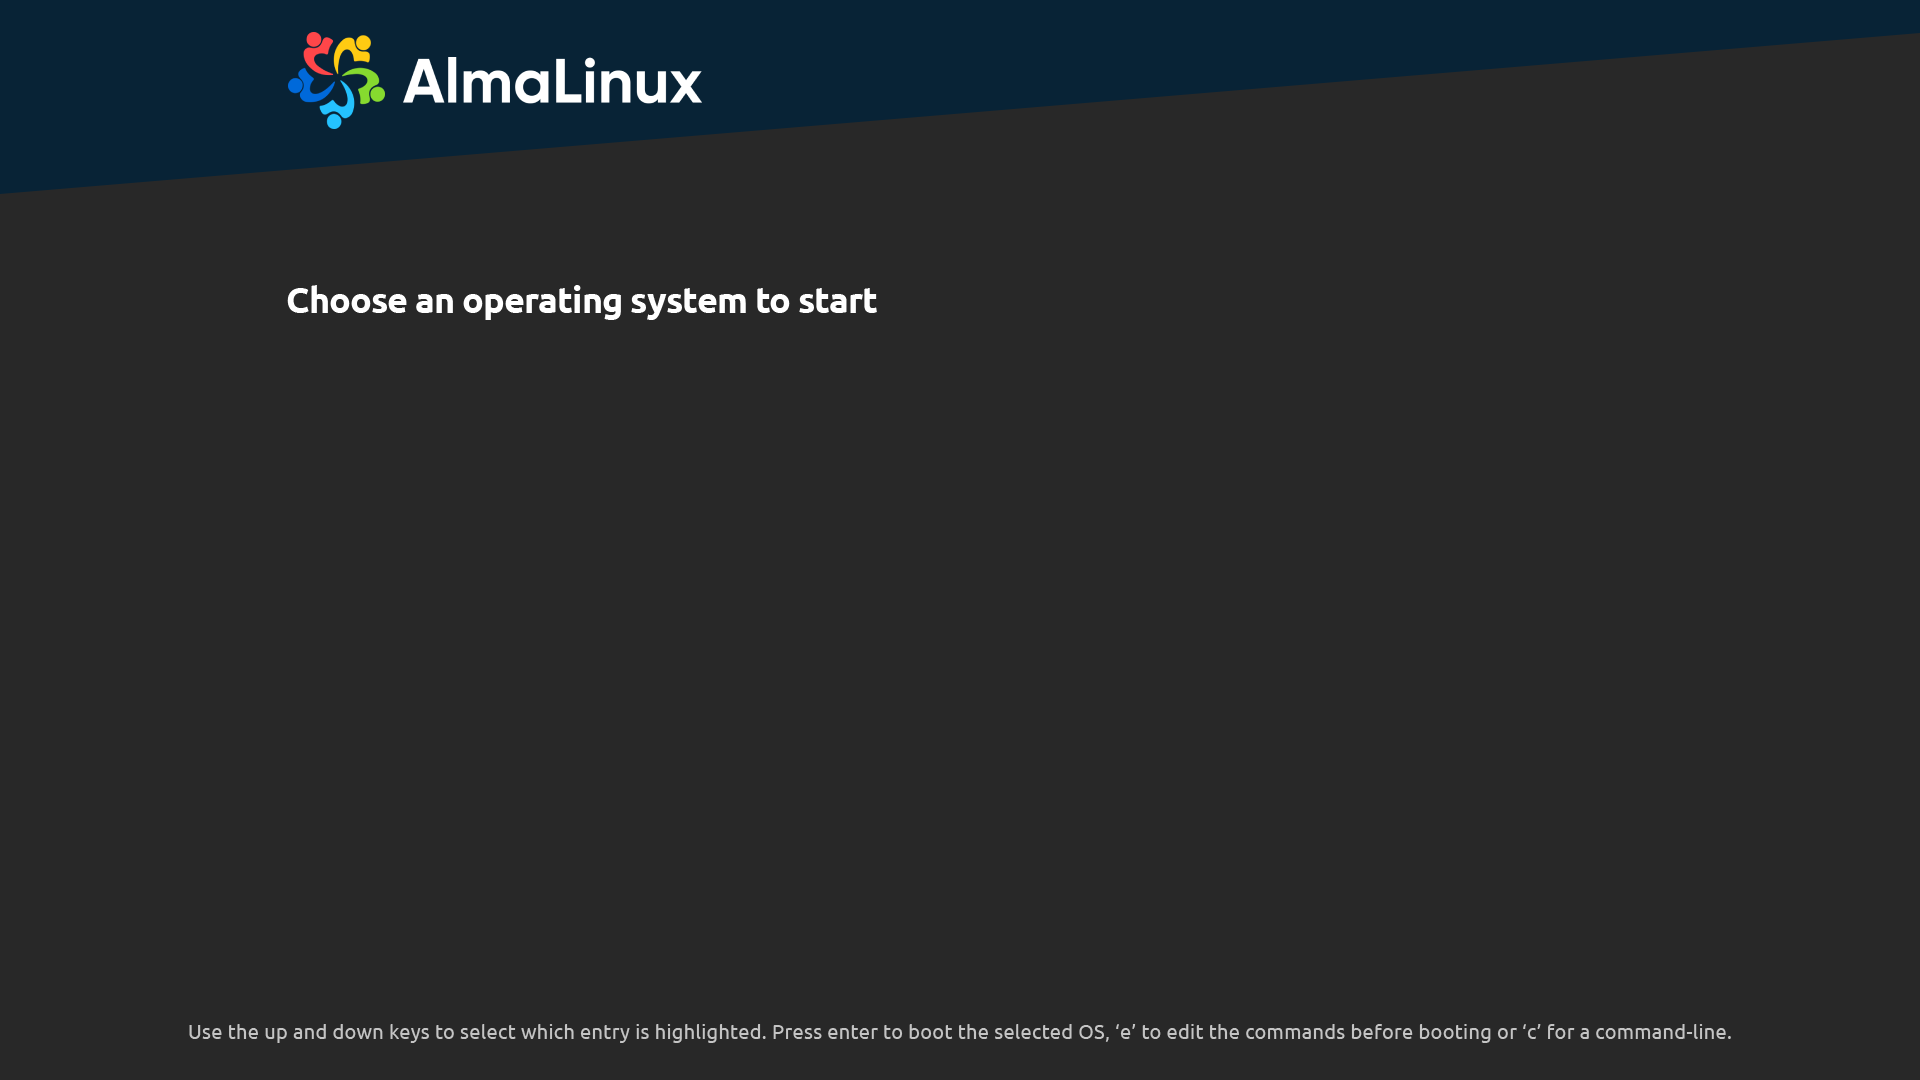 AlmaLinux
Choose an operating system to start
Use the up and down keys to select which entry is highlighted. Press enter to boot the selected OS, ‘e’ to edit the commands before booting or ‘c’ for a command-line.